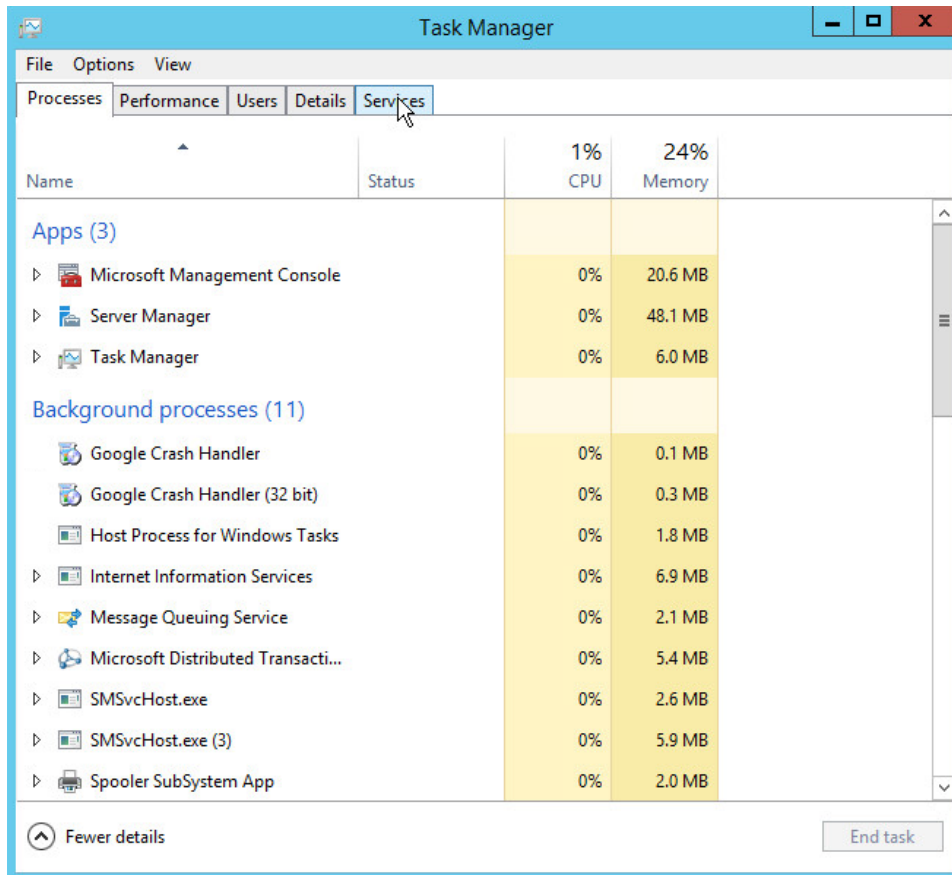 Task Manager
File Options View
Processes Performance Users Details Services
1% 24%
Name Status CPU Memory
Apps (3)
Microsoft Management Console 0% 20.6 MB
Server Manager 0% 48.1 MB
Task Manager 0% 6.0 MB
Background processes (11)
Google Crash Handler 0% 0.1 MB
Google Crash Handler (32 bit) 0% 0.3 MB
Host Process for Windows Tasks 0% 1.8 MB
Internet Information Services 0% 6.9 MB
Message Queuing Service 0% 2.1 MB
Microsoft Distributed Transacti... 0% 5.4 MB
SMSvcHost.exe 0% 2.6 MB
SMSvcHost.exe (3) 0% 5.9 MB
Spooler SubSystem App 0% 2.0 MB
Fewer details End task